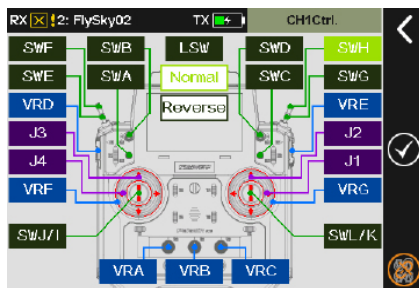 RX !2: FlySky02 TX CH1Ctrl.
SWF SWB LSW SWD SWH
SWE SWA Normal SWC SWG
VRD Reverse VRE
J3 J2
J4 J1
VRF VRG
SWJ/I SWL/K
VRA VRB VRC